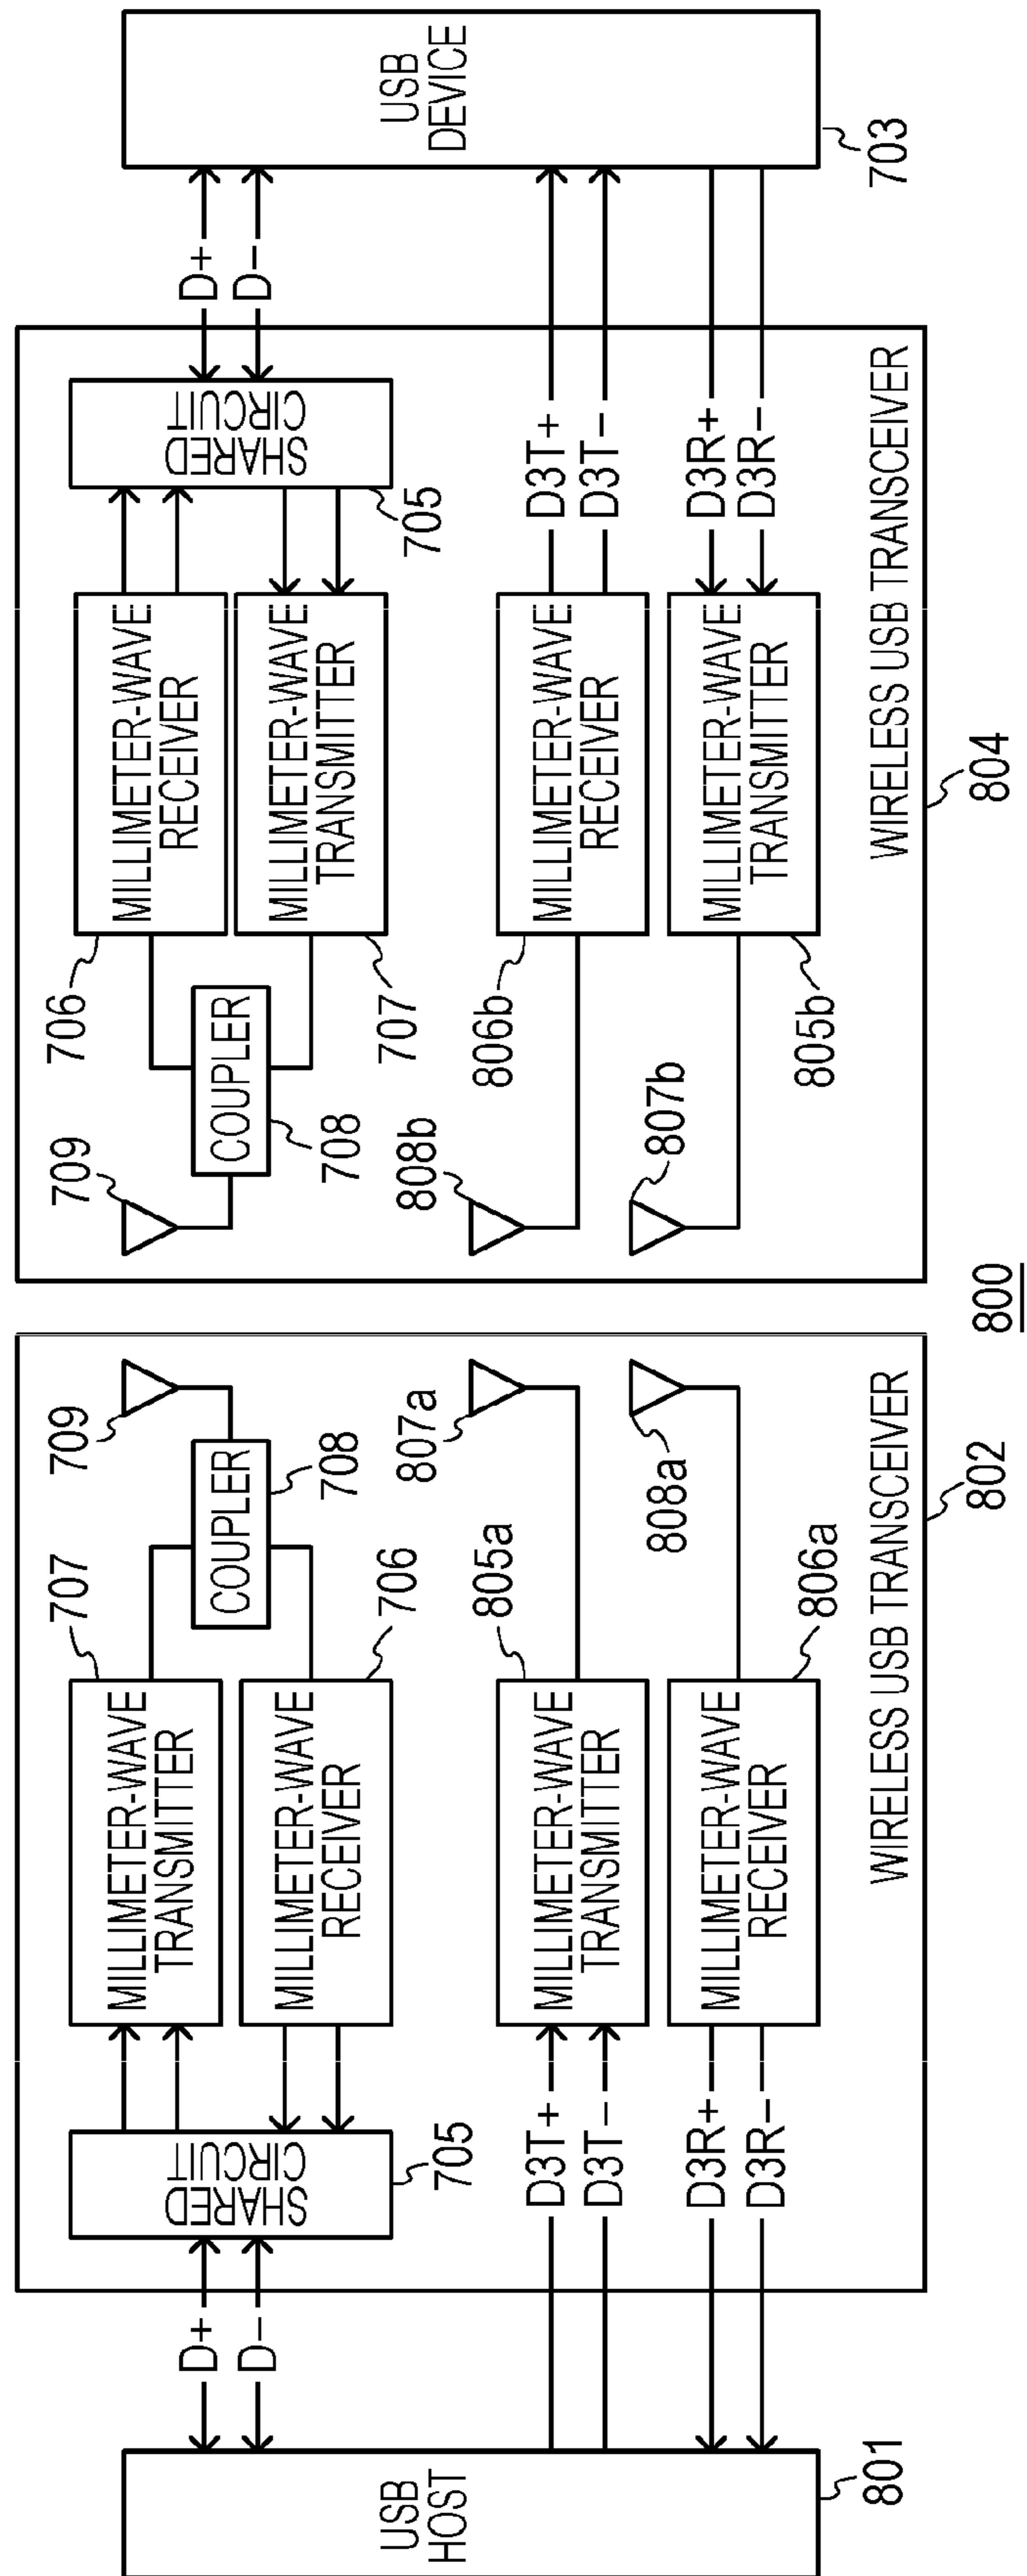 USB
HOST
801
D+
D−
D3T+
D3T−
D3R+
D3R−
SHARED
CIRCUIT
705
MILLIMETER-WAVE
TRANSMITTER
707
MILLIMETER-WAVE
RECEIVER
706
COUPLER
708
709
MILLIMETER-WAVE
TRANSMITTER
805a
807a
MILLIMETER-WAVE
RECEIVER
806a
808a
WIRELESS USB TRANSCEIVER
802
800
709
COUPLER
708
706
MILLIMETER-WAVE
RECEIVER
707
MILLIMETER-WAVE
TRANSMITTER
SHARED
CIRCUIT
705
808b
806b
MILLIMETER-WAVE
RECEIVER
807b
805b
MILLIMETER-WAVE
TRANSMITTER
WIRELESS USB TRANSCEIVER
804
D+
D−
D3T+
D3T−
D3R+
D3R−
USB
DEVICE
703